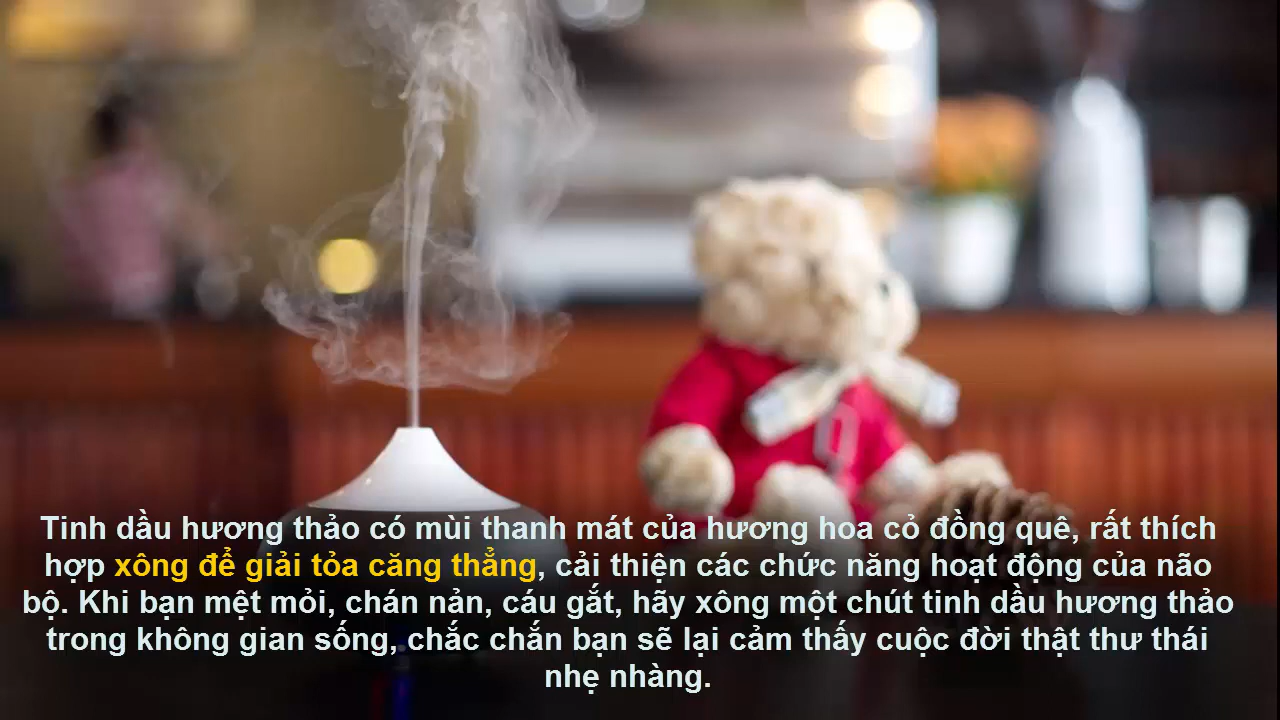 Tinh dầu hương thảo có mùi thanh mát của hương hoa cỏ đồng quê, rất thích
hợp xông để giải tỏa căng thẳng, cải thiện các chức năng hoạt động của não
bộ. Khi bạn mệt mỏi, chán nản, cáu gắt, hãy xông một chút tinh dầu hương thảo
trong không gian sống, chắc chắn bạn sẽ lại cảm thấy cuộc đời thật thư thái
nhẹ nhàng.